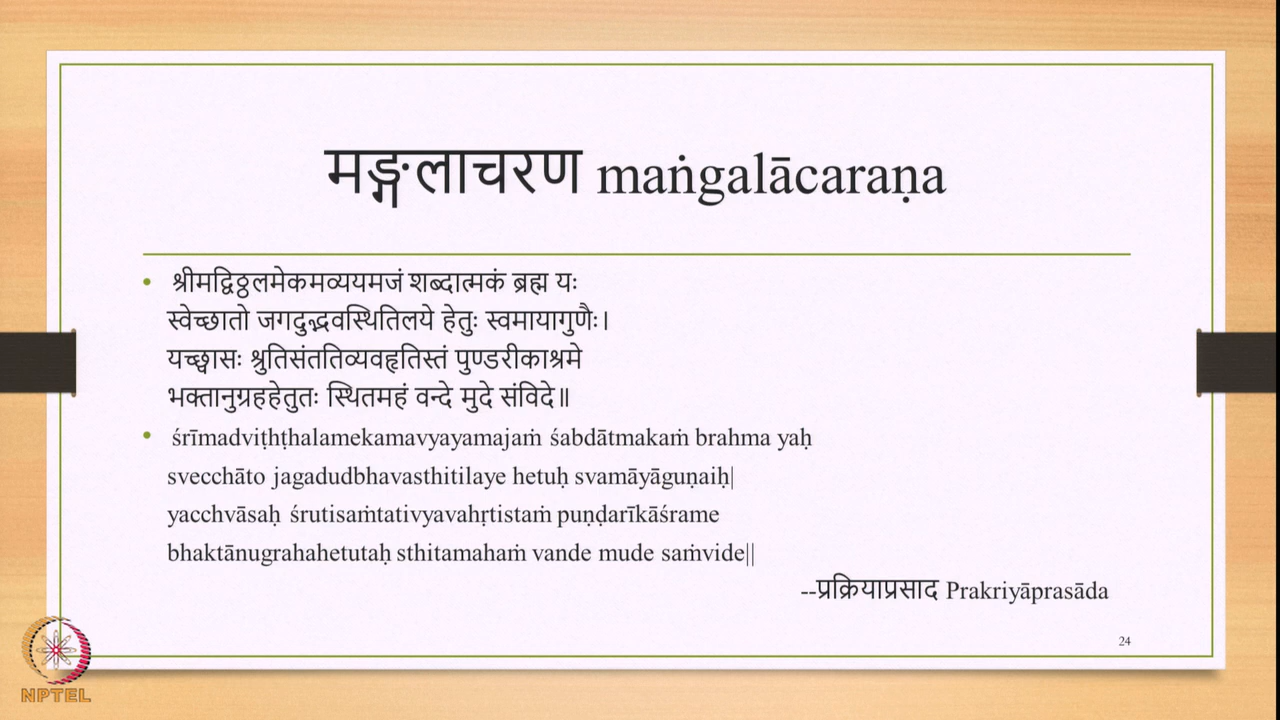 मङ्गलाचरण maṅgalācaraṇa
• श्रीमद्विठ्ठलमेकमव्ययमजं शब्दात्मकं ब्रह्म यः
स्वेच्छातो जगदुद्भवस्थितिलये हेतुः स्वमायागुणैः।
यच्छ्वासः श्रुतिसंततिव्यवहृतिस्तं पुण्डरीकाश्रमे
भक्तानुग्रहहेतुतः स्थितमहं वन्दे मुदे संविदे॥
• śrīmadviṭhṭhalamekamavyayamajaṁ śabdātmakaṁ brahma yaḥ
svecchāto jagadudbhavasthitilaye hetuḥ svamāyāguṇaiḥ|
yacchvāsaḥ śrutisaṁtativyavahṛtistaṁ puṇḍarīkāśrame
bhaktānugrahahetutaḥ sthitamahaṁ vande mude saṁvide||
--प्रक्रियाप्रसाद Prakriyāprasāda
24
NPTEL